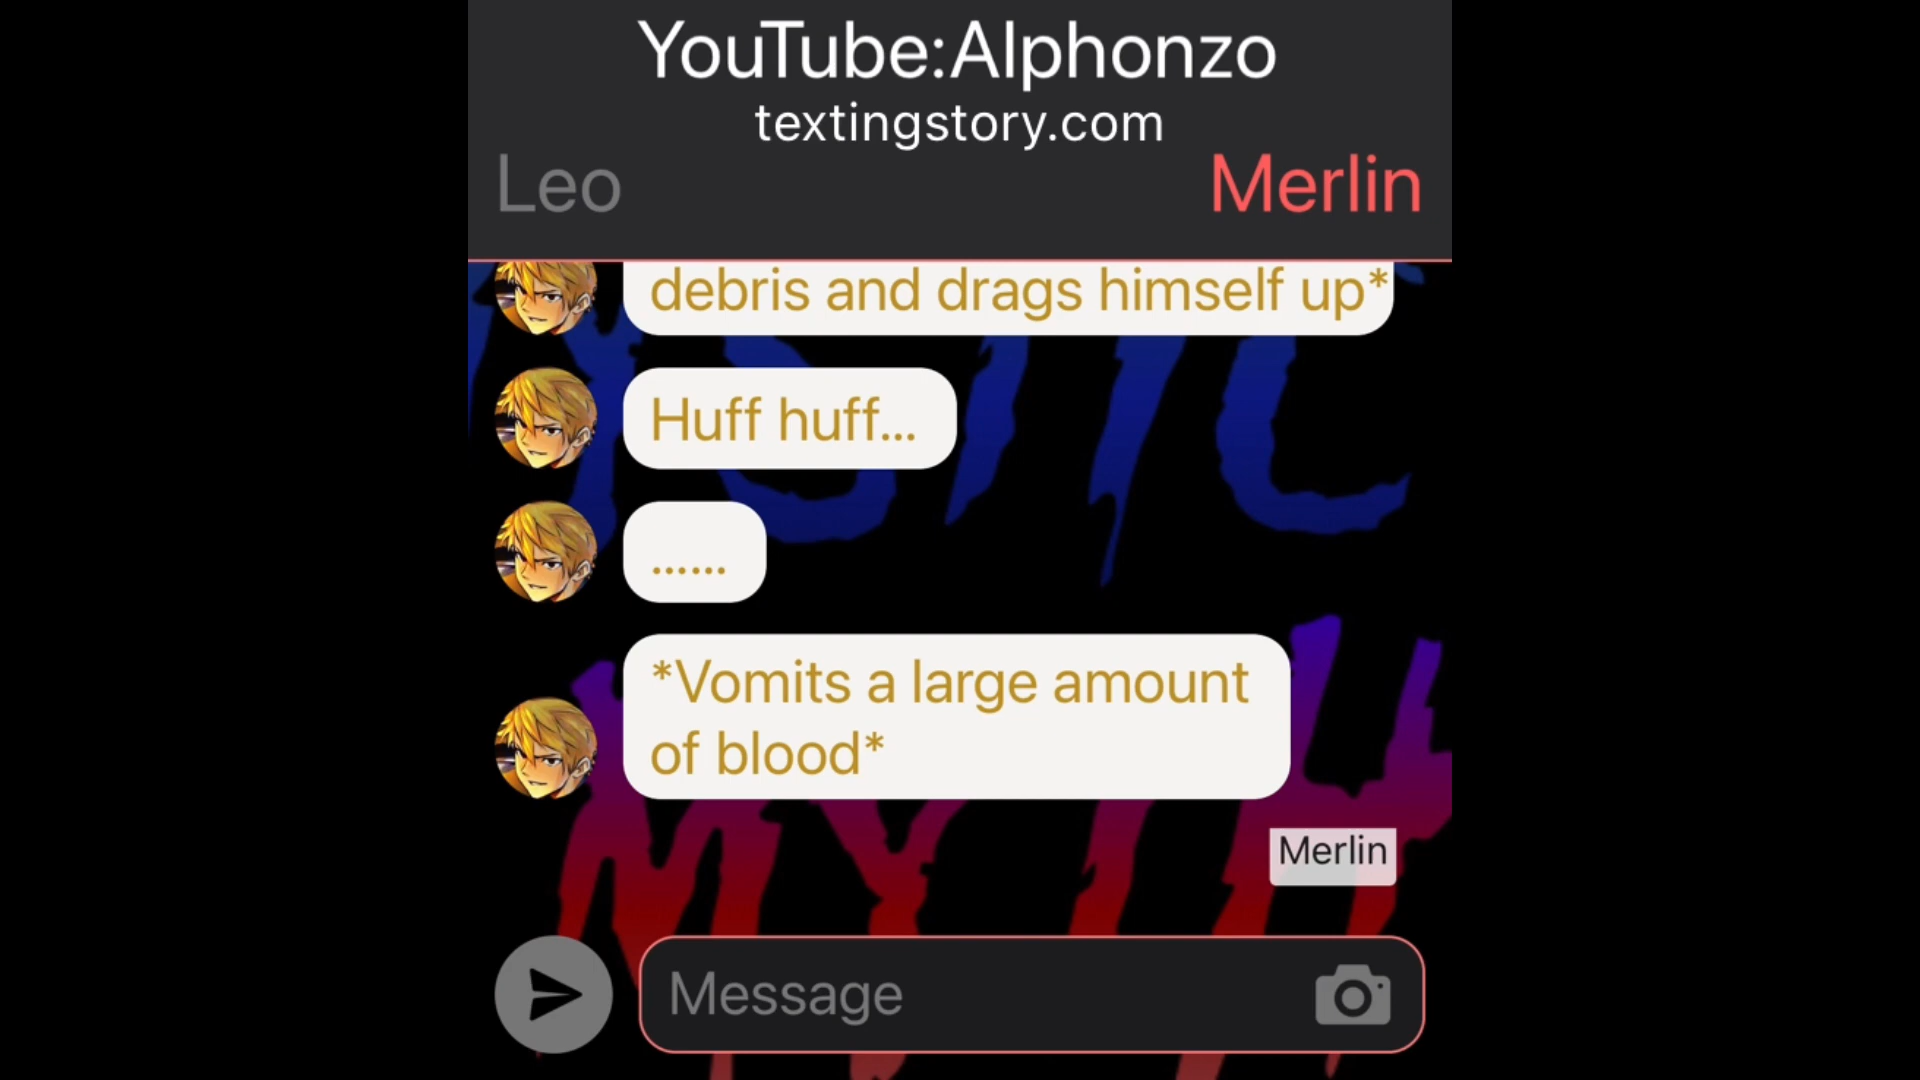 YouTube:Alphonzo
textingstory.com
Leo
Merlin
debris and drags himself up*
Huff huff...
......
*Vomits a large amount
of blood*
Merlin
Message
MYTH